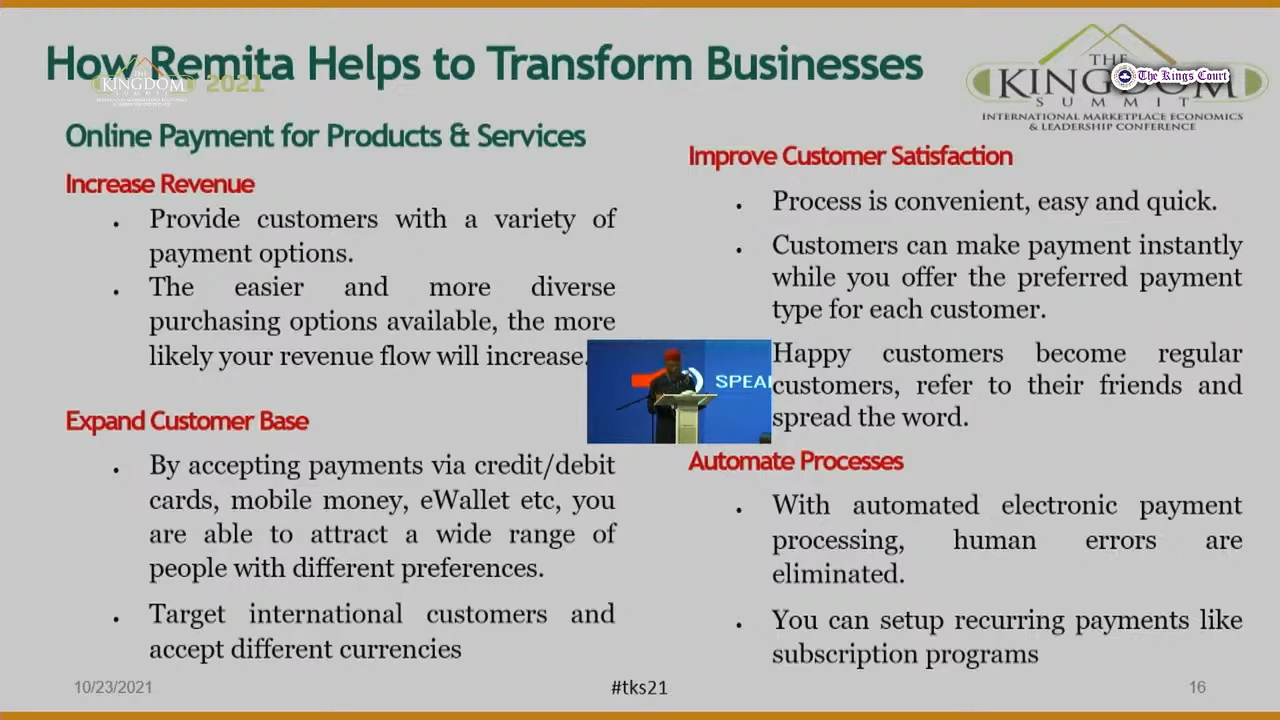 How Remita Helps to Transform Businesses
THE
KINGDOM 2021
THE
KINGDOM
SUMMIT
INTERNATIONAL MARKETPLACE ECONOMICS
& LEADERSHIP CONFERENCE
The Kings Court
Online Payment for Products & Services
Increase Revenue
Provide customers with a variety of
payment options.
The easier and more diverse
purchasing options available, the more
likely your revenue flow will increase.
Expand Customer Base
By accepting payments via credit/debit
cards, mobile money, eWallet etc, you
are able to attract a wide range of
people with different preferences.
Target international customers and
accept different currencies
Improve Customer Satisfaction
Process is convenient, easy and quick.
Customers can make payment instantly
while you offer the preferred payment
type for each customer.
Happy customers become regular
customers, refer to their friends and
spread the word.
SPEA
Automate Processes
With automated electronic payment
processing, human errors are
eliminated.
You can setup recurring payments like
subscription programs
10/23/2021
#tks21
16